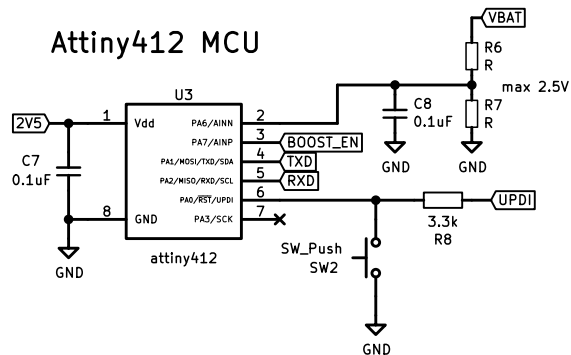 Attiny412 MCU
VBAT
R6
R
max 2.5V
R7
R
GND
C8
0.1uF
GND
U3
2V5
1
Vdd
C7
0.1uF
8
GND
GND
PA6/AINN
2
PA7/AINP
3
BOOST_EN
PA1/MOSI/TXD/SDA
4
TXD
PA2/MISO/RXD/SCL
5
RXD
PA0/RST/UPDI
6
PA3/SCK
7
attiny412
3.3k
R8
UPDI
SW_Push
SW2
GND